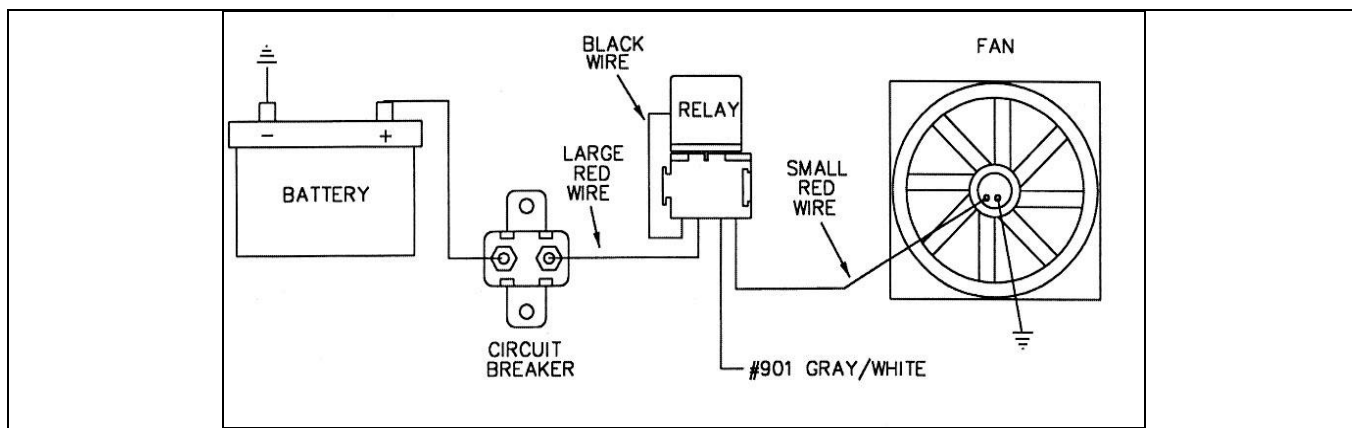 BLACK
WIRE
FAN
RELAY
-
+
BATTERY
LARGE
RED
WIRE
SMALL
RED
WIRE
CIRCUIT
BREAKER
#901 GRAY/WHITE